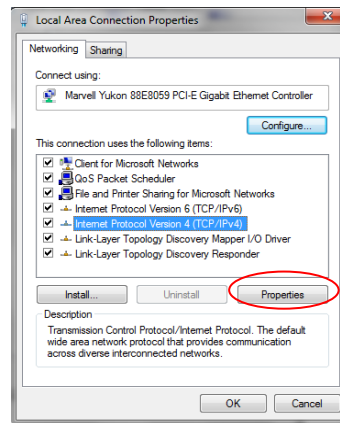 Local Area Connection Properties
Networking Sharing
Connect using:
Marvell Yukon 88E8059 PCI-E Gigabit Ethernet Controller
Configure...
This connection uses the following items:
Client for Microsoft Networks
QoS Packet Scheduler
File and Printer Sharing for Microsoft Networks
Internet Protocol Version 6 (TCP/IPv6)
Internet Protocol Version 4 (TCP/IPv4)
Link-Layer Topology Discovery Mapper I/O Driver
Link-Layer Topology Discovery Responder
Install... Uninstall Properties
Description
Transmission Control Protocol/Internet Protocol. The default
wide area network protocol that provides communication
across diverse interconnected networks.
OK Cancel